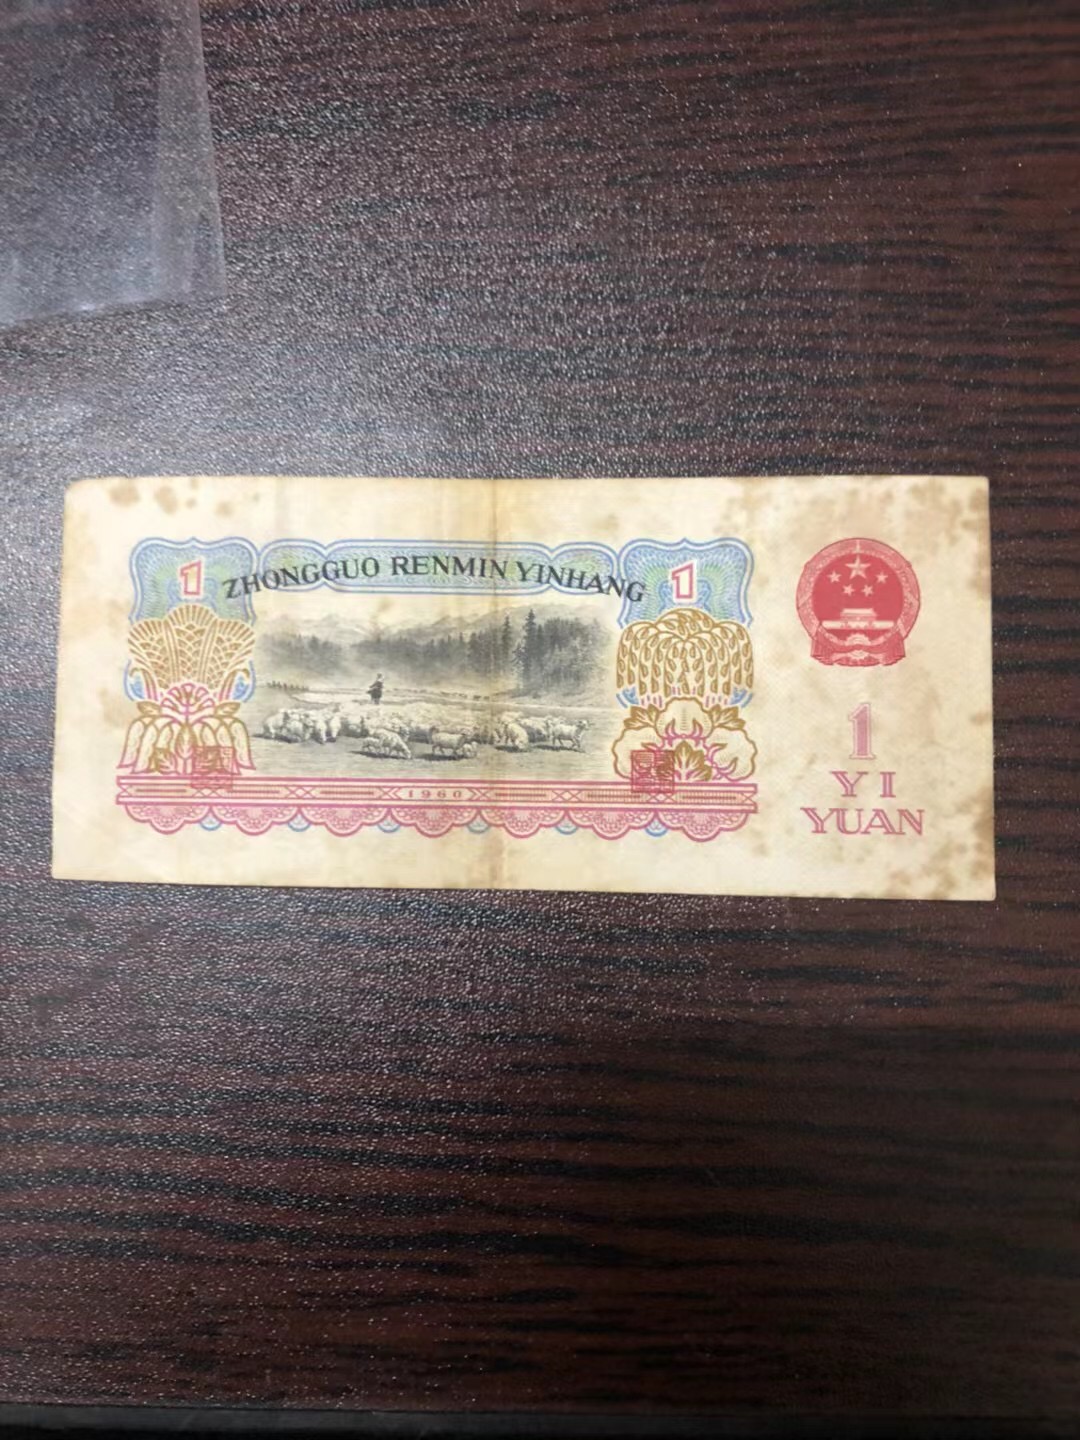 1
ZHONGGUO RENMIN YINHANG
1
1960
1
YI
YUAN